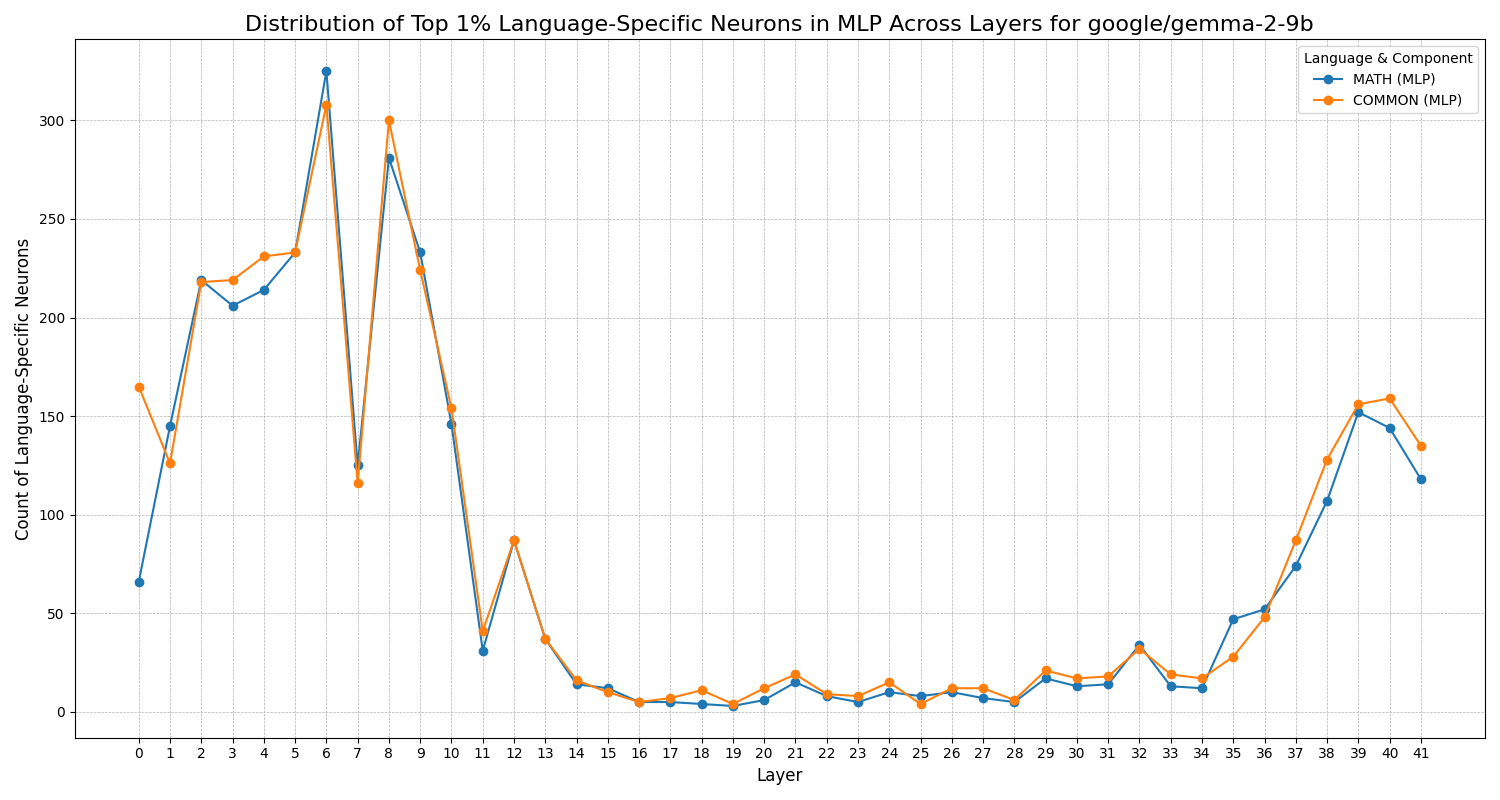 Distribution of Top 1% Language-Specific Neurons in MLP Across Layers for google/gemma-2-9b
Language & Component
MATH (MLP)
COMMON (MLP)
Count of Language-Specific Neurons
300
250
200
150
100
50
0
0 1 2 3 4 5 6 7 8 9 10 11 12 13 14 15 16 17 18 19 20 21 22 23 24 25 26 27 28 29 30 31 32 33 34 35 36 37 38 39 40 41
Layer